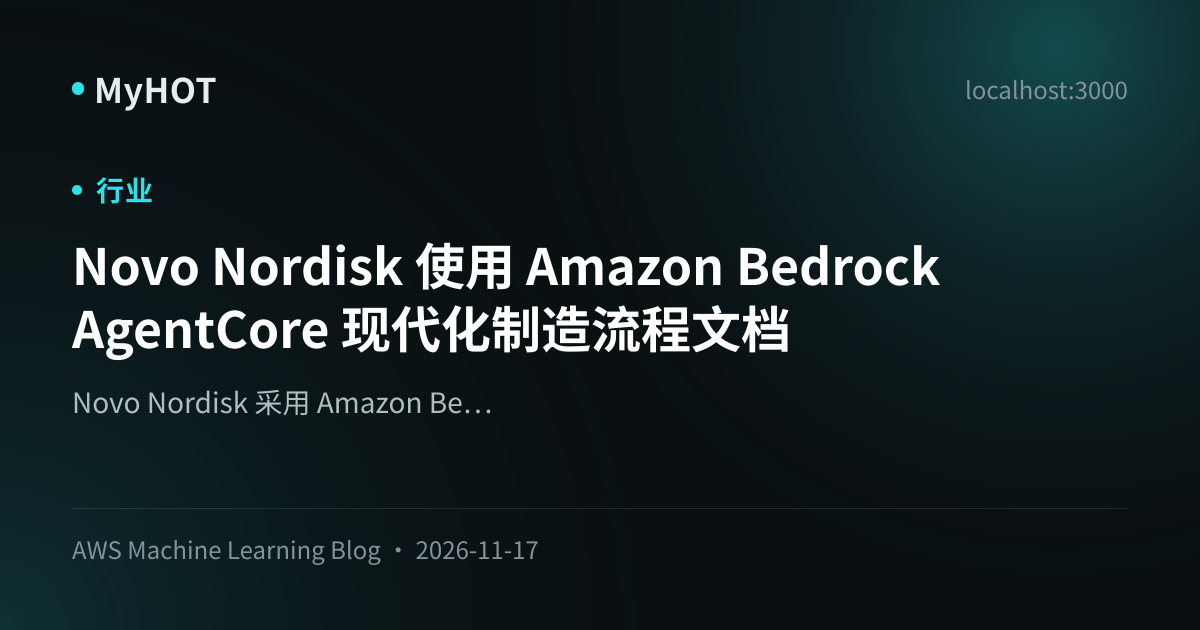 MyHOT
localhost:3000
行业
Novo Nordisk 使用 Amazon Bedrock
AgentCore 现代化制造流程文档
Novo Nordisk 采用 Amazon Be…
AWS Machine Learning Blog · 2026-11-17